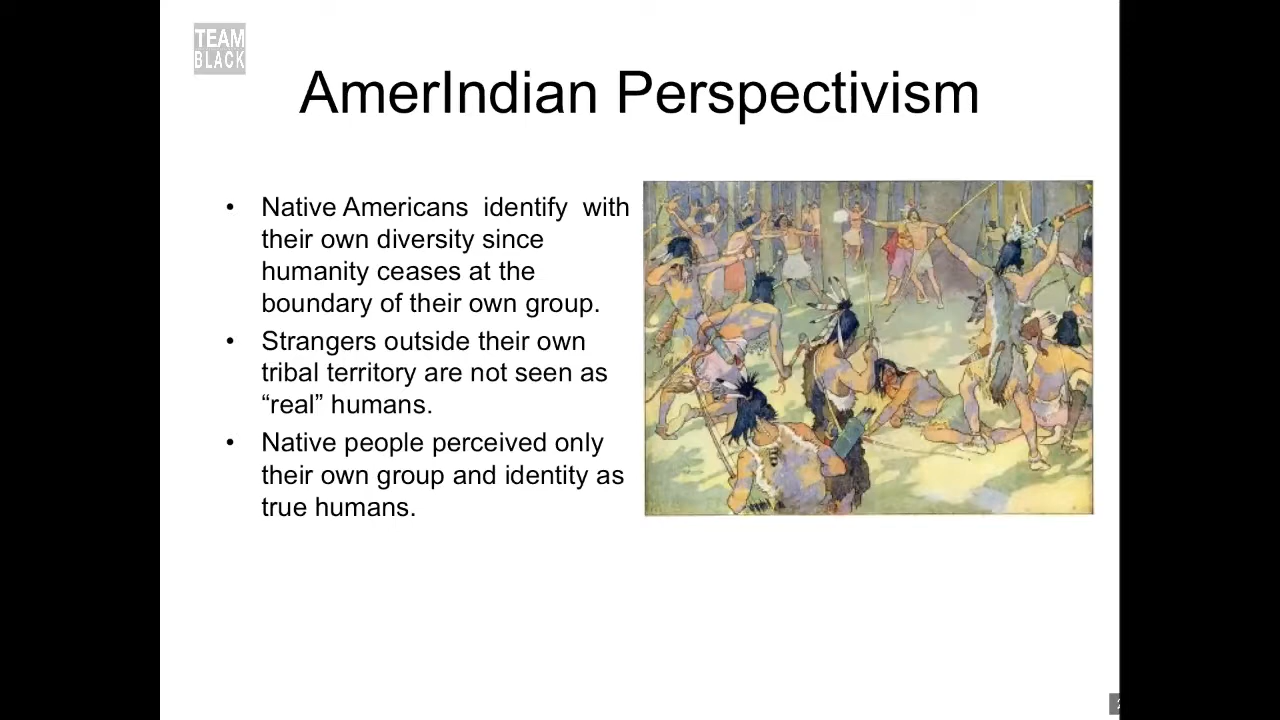 TEAM
BLACK
AmerIndian Perspectivism
• Native Americans identify with
their own diversity since
humanity ceases at the
boundary of their own group.
• Strangers outside their own
tribal territory are not seen as
“real” humans.
• Native people perceived only
their own group and identity as
true humans.